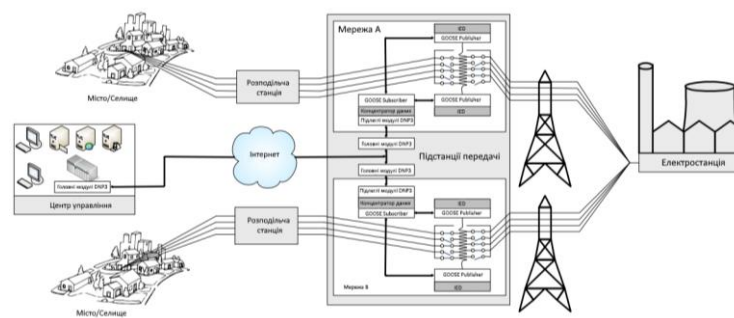 Мережа А
IED
GOOSE Publisher
Місто/Селище
Розподільча
станція
GOOSE Subscriber
Концентратор даних
Підлеглі модулі DNP3
GOOSE Publisher
IED
Головні модулі DNP3
Інтернет
Підстанції передачі
Електростанція
Головні модулі DNP3
Центр управління
Головні модулі DNP3
Підлеглі модулі DNP3
Концентратор даних
GOOSE Subscriber
IED
GOOSE Publisher
Розподільча
станція
GOOSE Publisher
IED
Мережа В
Місто/Селище